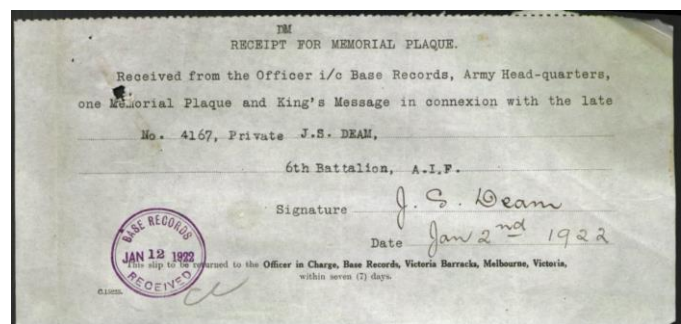 DM
RECEIPT FOR MEMORIAL PLAQUE.
Received from the Officer i/c Base Records, Army Head-quarters,
one Memorial Plaque and King's Message in connexion with the late
No. 4167, Private J.S. DEAM,
6th Battalion, A.I.F.
Signature J. S. Deam
Date Jan 2nd 1922
BASE RECORDS
JAN 12 1922
RECEIVED
This slip to be returned to the Officer in Charge, Base Records, Victoria Barracks, Melbourne, Victoria,
within seven (7) days.